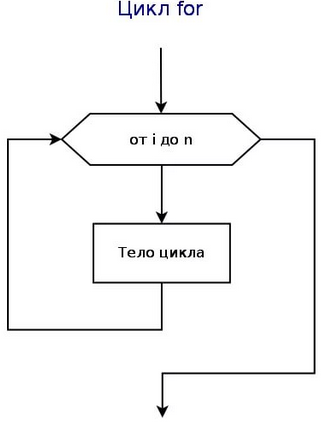 Цикл for
от i до n
Тело цикла